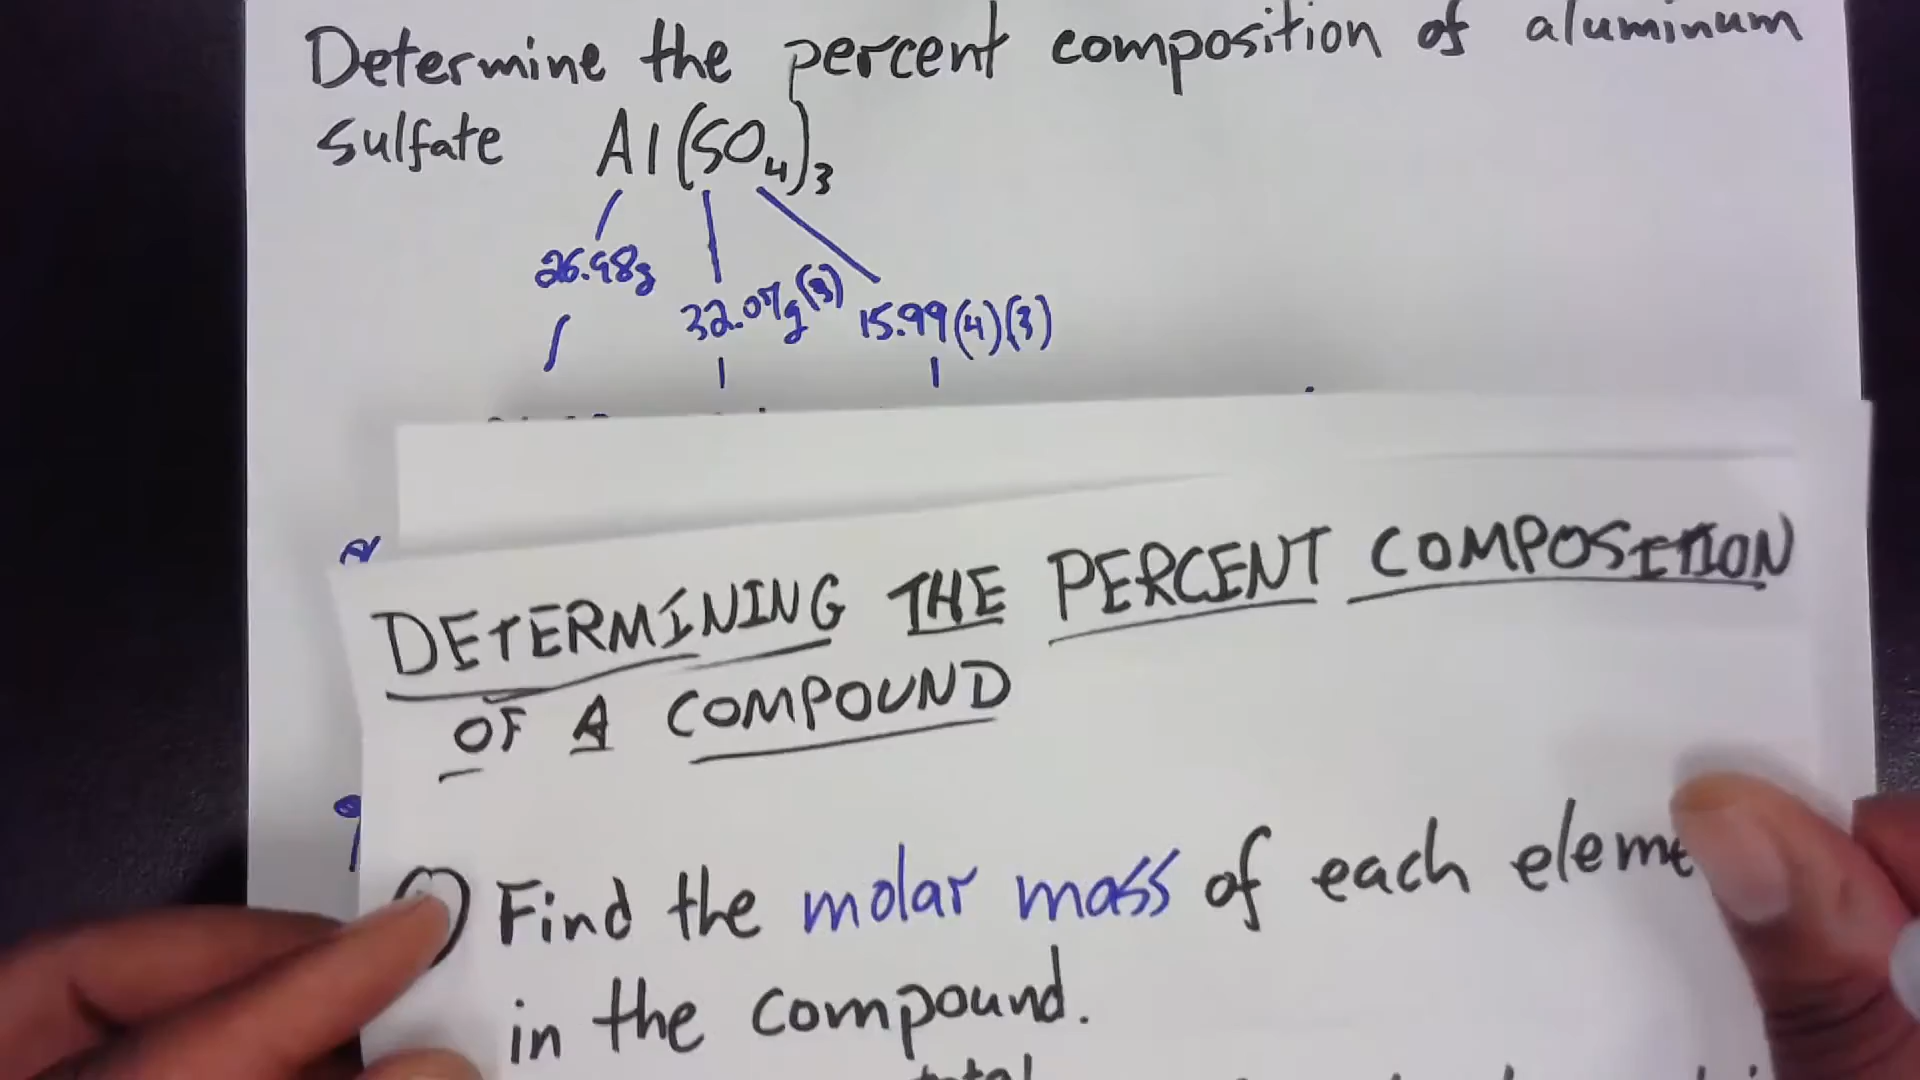 Determine the percent composition of aluminum
sulfate Al(SO₄)₃
26.98g
32.07g(3) 15.99(4)(3)
DETERMINING THE PERCENT COMPOSITION
OF A COMPOUND
Find the molar mass of each eleme
in the compound.
total